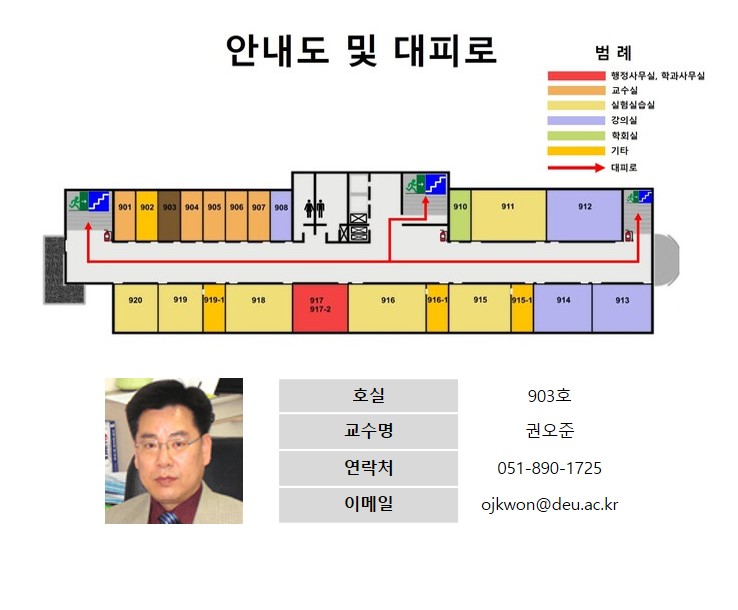 안내도 및 대피로
범 례
행정사무실, 학과사무실
교수실
실험실습실
강의실
학회실
기타
대피로
901 902 903 904 905 906 907 908 910 911 912
920 919 919-1 918 917 916 916-1 915 915-1 914 913
917-2
호실 903호
교수명 권오준
연락처 051-890-1725
이메일 ojkwon@deu.ac.kr